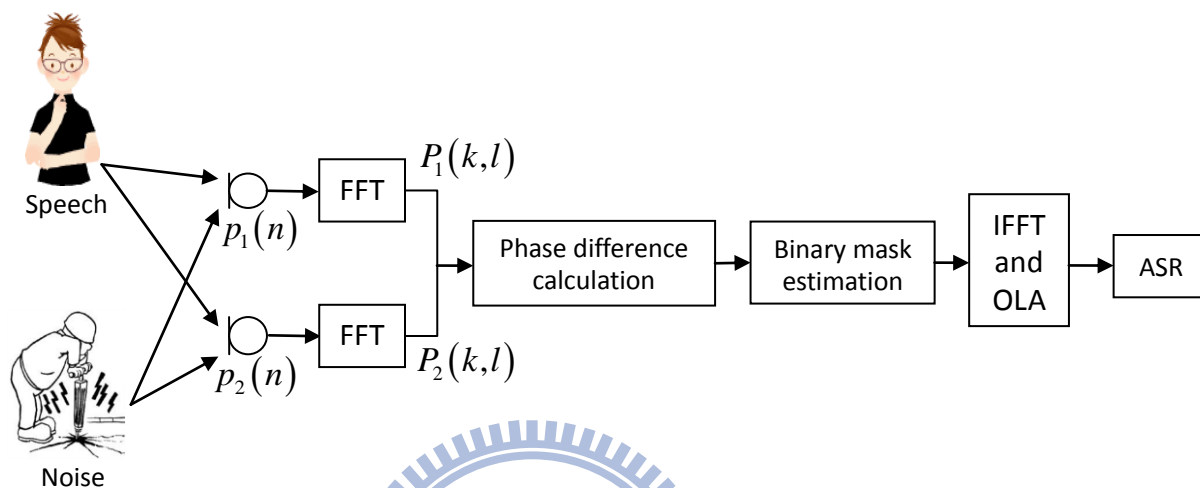 Speech
Noise
p₁(n)
p₂(n)
FFT
FFT
P₁(k,l)
P₂(k,l)
Phase difference
calculation
Binary mask
estimation
IFFT
and
OLA
ASR